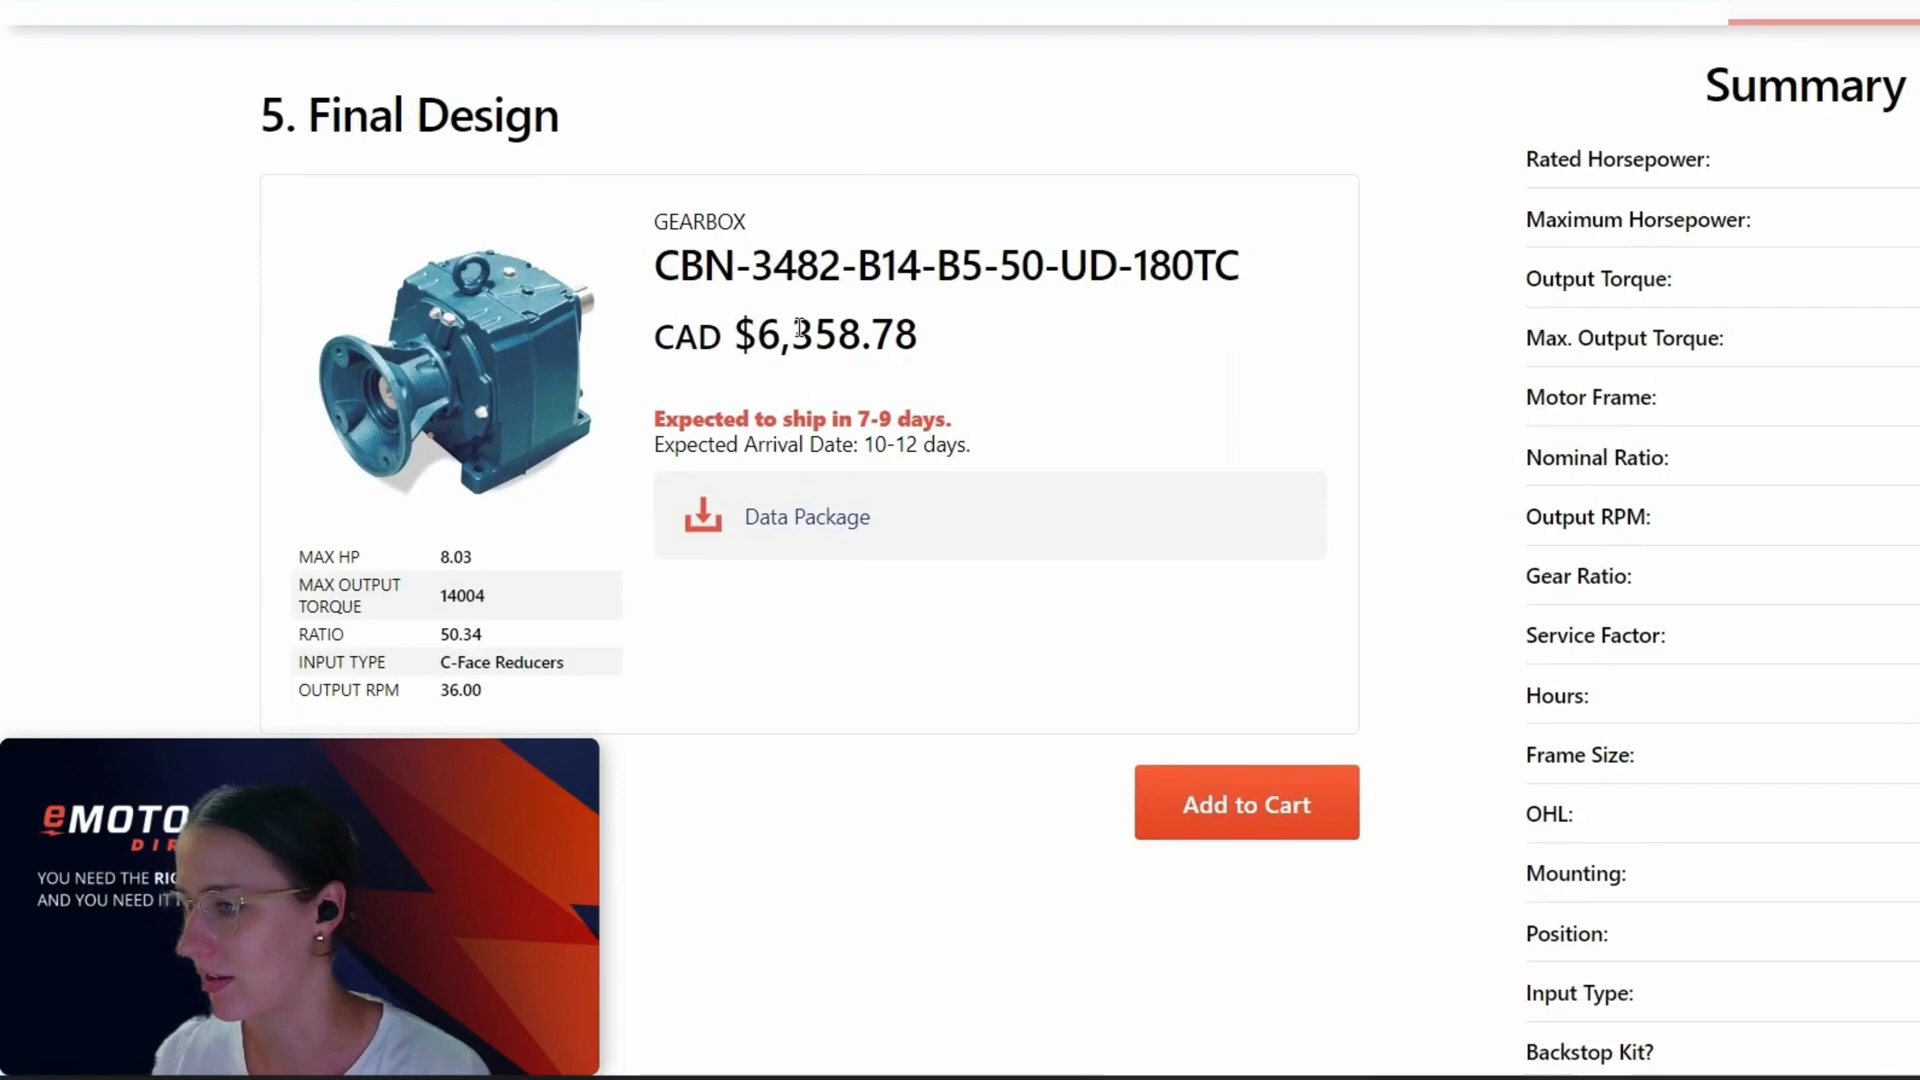 5. Final Design
GEARBOX
CBN-3482-B14-B5-50-UD-180TC
CAD $6,358.78
Expected to ship in 7-9 days.
Expected Arrival Date: 10-12 days.
Data Package
MAX HP 8.03
MAX OUTPUT
TORQUE 14004
RATIO 50.34
INPUT TYPE C-Face Reducers
OUTPUT RPM 36.00
Add to Cart
Summary
Rated Horsepower:
Maximum Horsepower:
Output Torque:
Max. Output Torque:
Motor Frame:
Nominal Ratio:
Output RPM:
Gear Ratio:
Service Factor:
Hours:
Frame Size:
OHL:
Mounting:
Position:
Input Type:
Backstop Kit?
eMOTO
DIR
YOU NEED THE RIG
AND YOU NEED IT